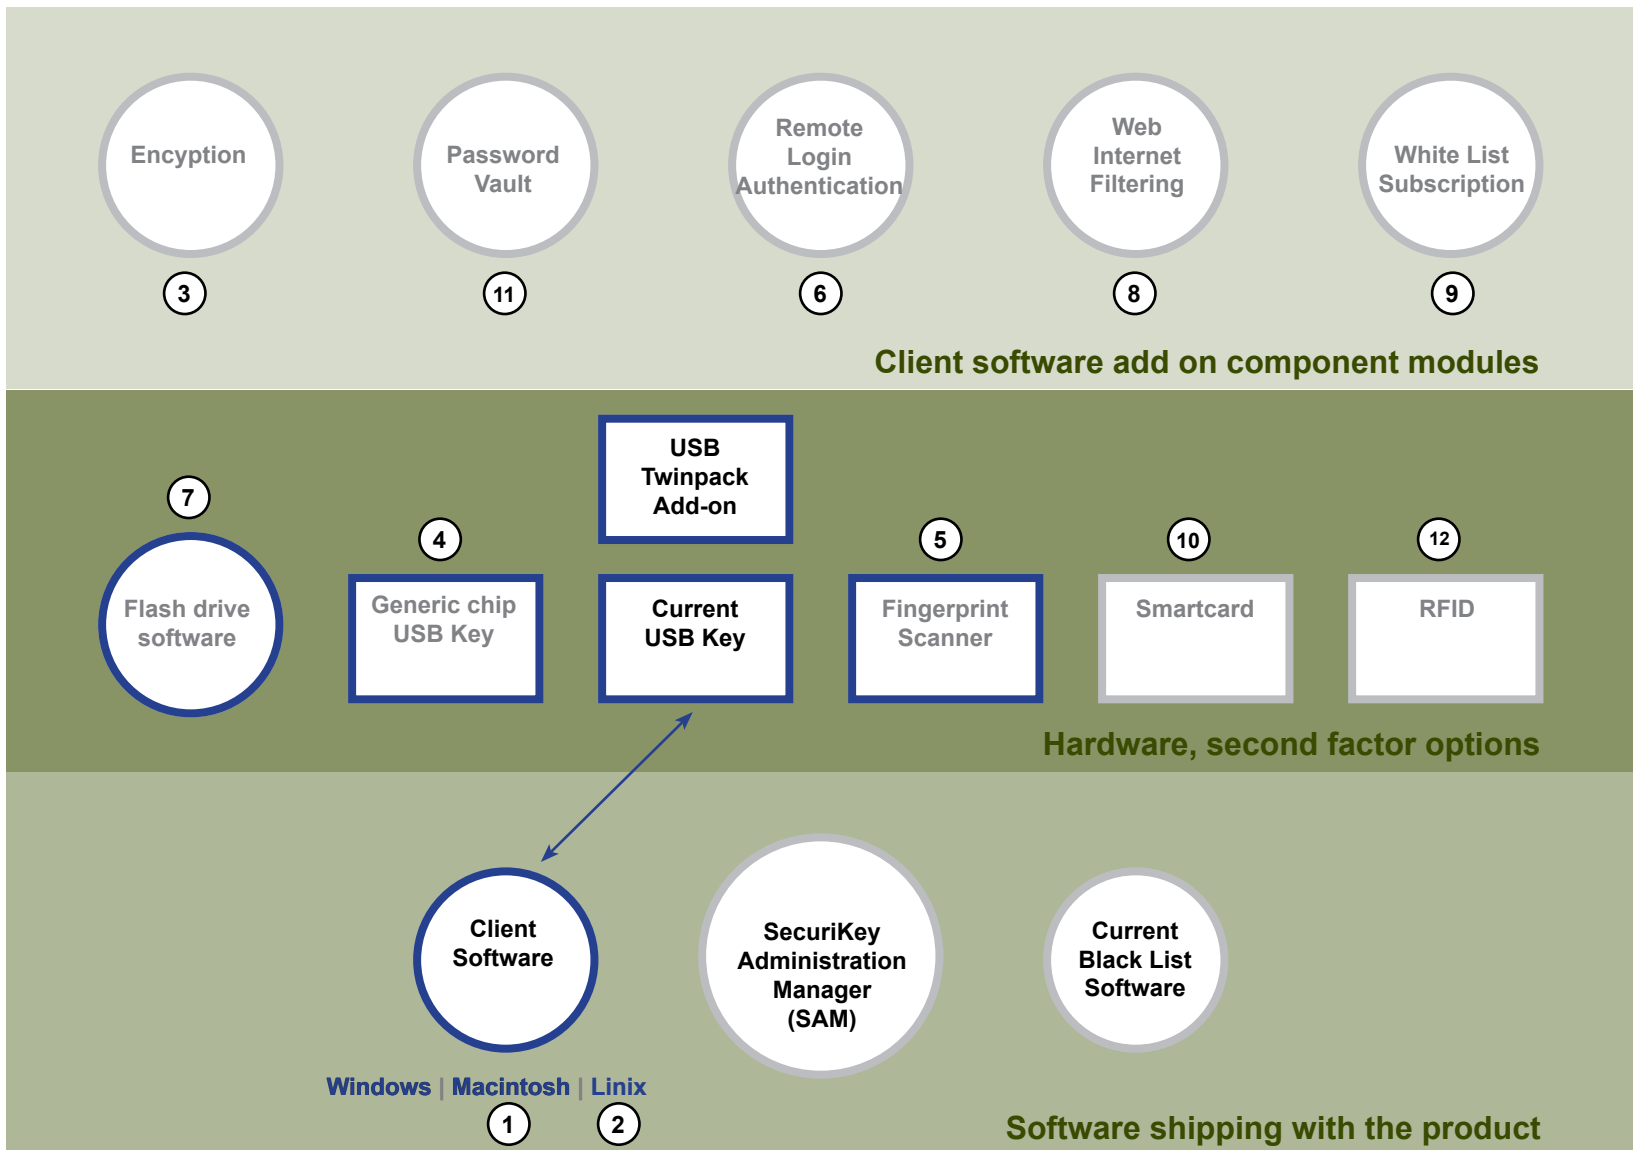 Encyption
Password
Vault
Remote
Login
Authentication
Web
Internet
Filtering
White List
Subscription
3
11
6
8
9
Client software add on component modules
USB
Twinpack
Add-on
7
4
5
10
12
Flash drive
software
Generic chip
USB Key
Current
USB Key
Fingerprint
Scanner
Smartcard
RFID
Hardware, second factor options
Client
Software
SecuriKey
Administration
Manager
(SAM)
Current
Black List
Software
Windows | Macintosh | Linix
1
2
Software shipping with the product